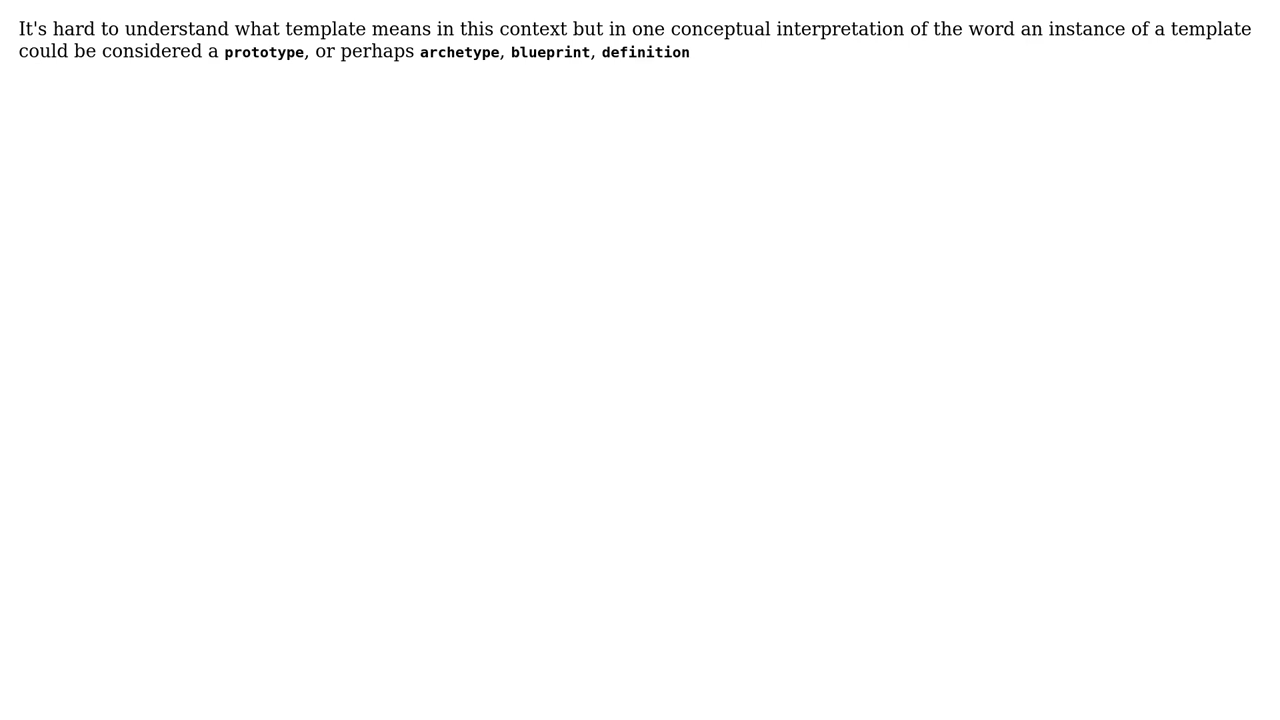 It's hard to understand what template means in this context but in one conceptual interpretation of the word an instance of a template
could be considered a prototype, or perhaps archetype, blueprint, definition